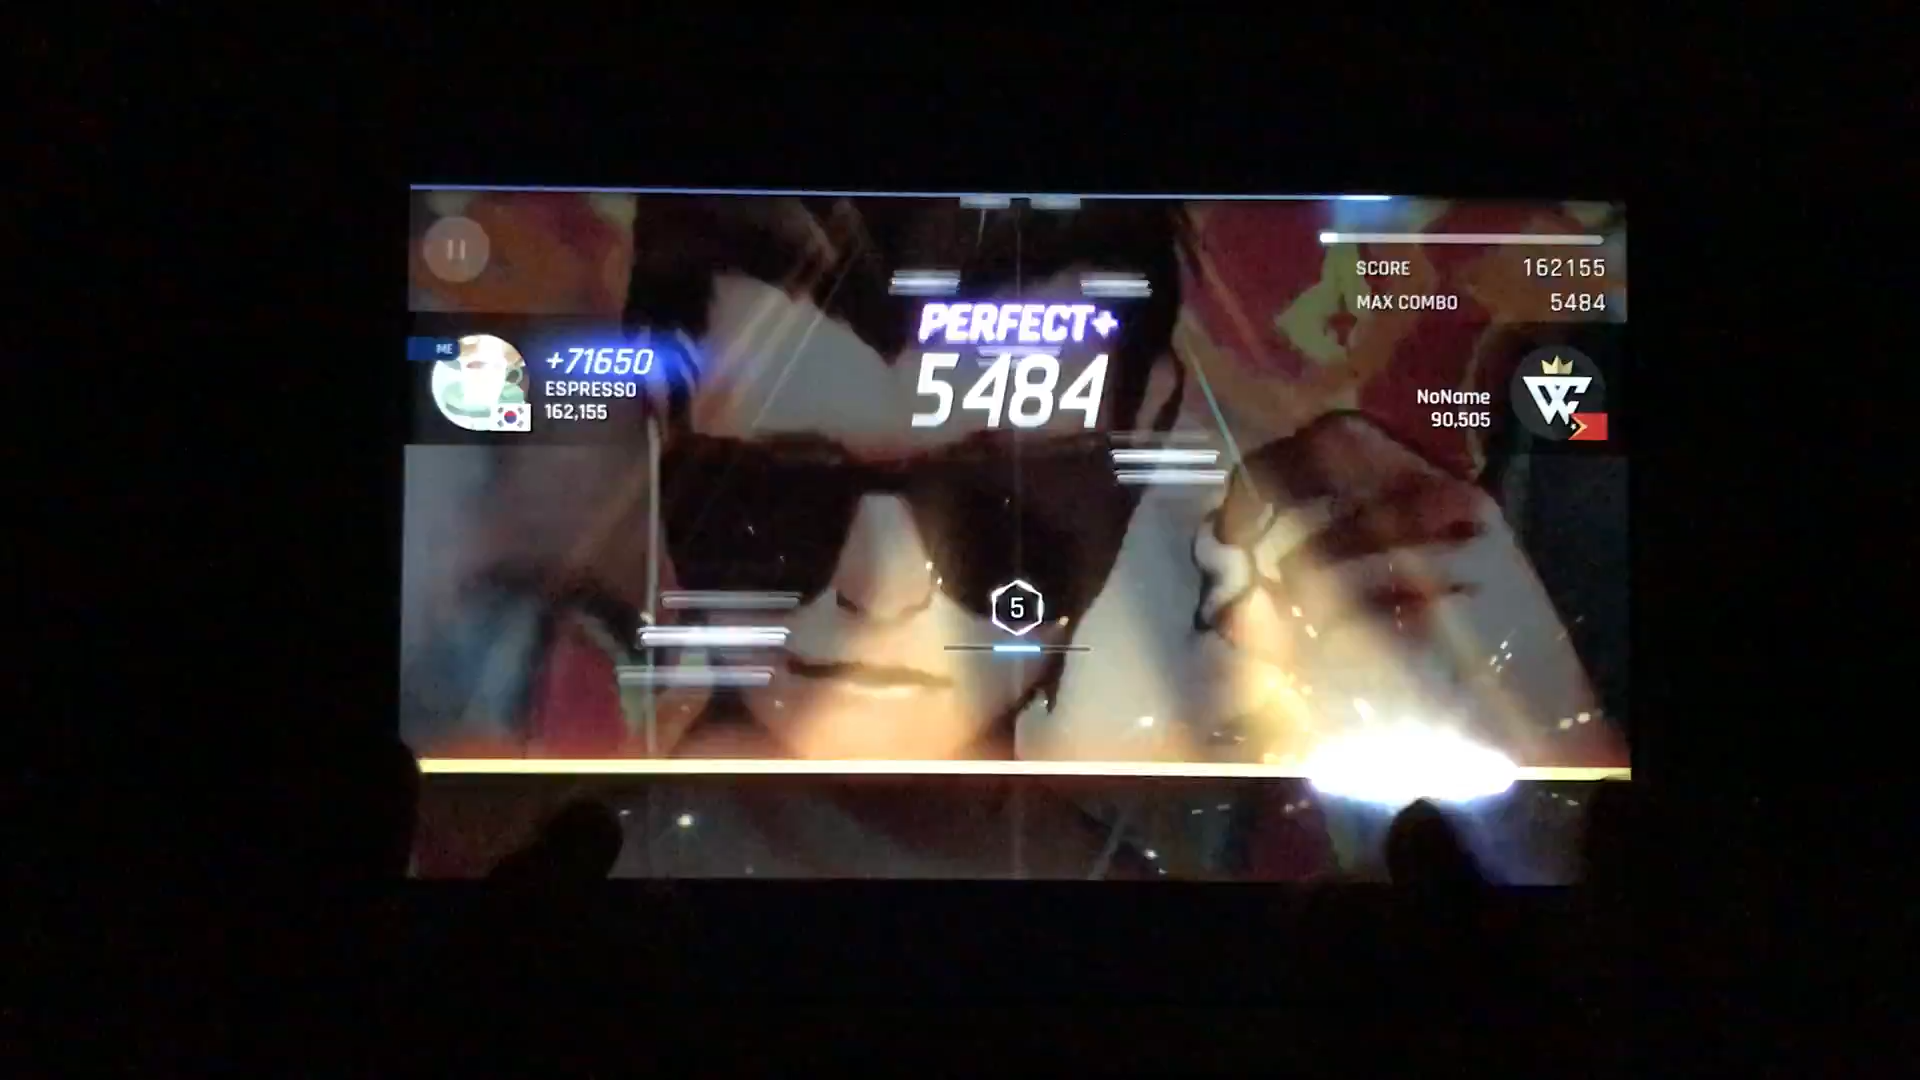 PERFECT+
5484
SCORE 162155
MAX COMBO 5484
ME
+71650
ESPRESSO
162,155
NoName
90,505
5